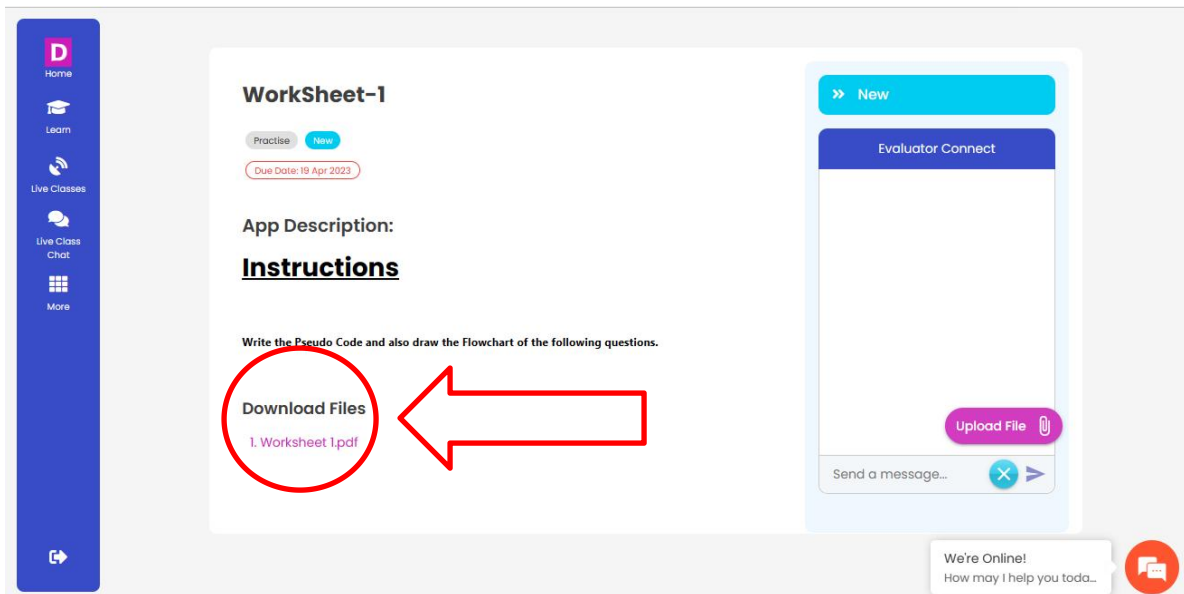 D
Home
Learn
Live Classes
Live Class
Chat
More
WorkSheet-1
Practise New
Due Date: 19 Apr 2023
App Description:
Instructions
Write the Pseudo Code and also draw the Flowchart of the following questions.
Download Files
1. Worksheet 1.pdf
New
Evaluator Connect
Upload File
Send a message...
We're Online!
How may I help you toda...